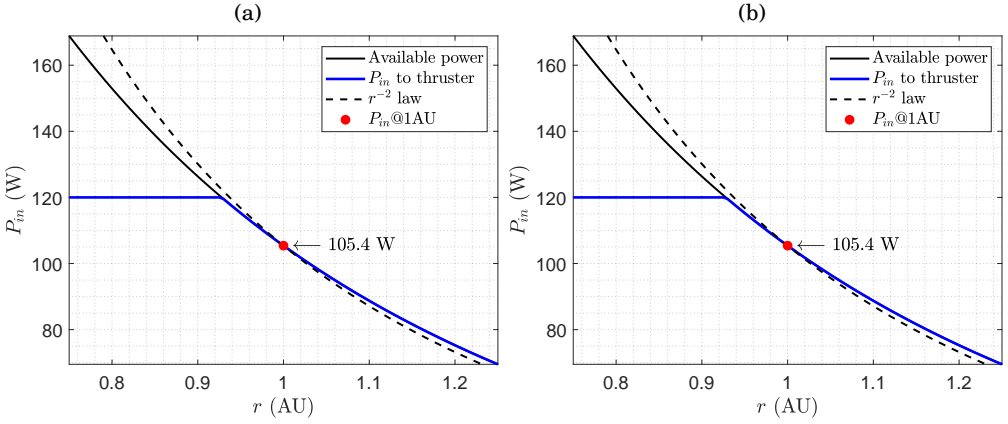 (a)
160
140
120
100
80
0.8 0.9 1 1.1 1.2
r (AU)
P_in (W)
Available power
P_in to thruster
r⁻² law
P_in@1AU
105.4 W
(b)
160
140
120
100
80
0.8 0.9 1 1.1 1.2
r (AU)
P_in (W)
Available power
P_in to thruster
r⁻² law
P_in@1AU
105.4 W